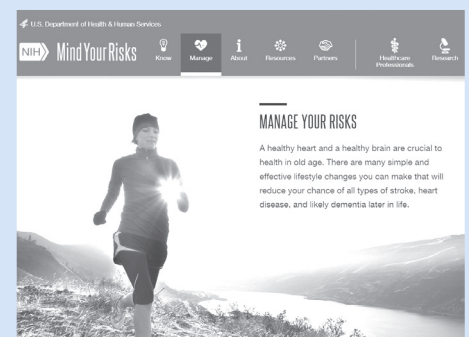 U.S. Department of Health & Human Services
NIH Mind Your Risks
Know Manage About Resources Partners Healthcare Professionals Research
MANAGE YOUR RISKS
A healthy heart and a healthy brain are crucial to
health in old age. There are many simple and
effective lifestyle changes you can make that will
reduce your chance of all types of stroke, heart
disease, and likely dementia later in life.